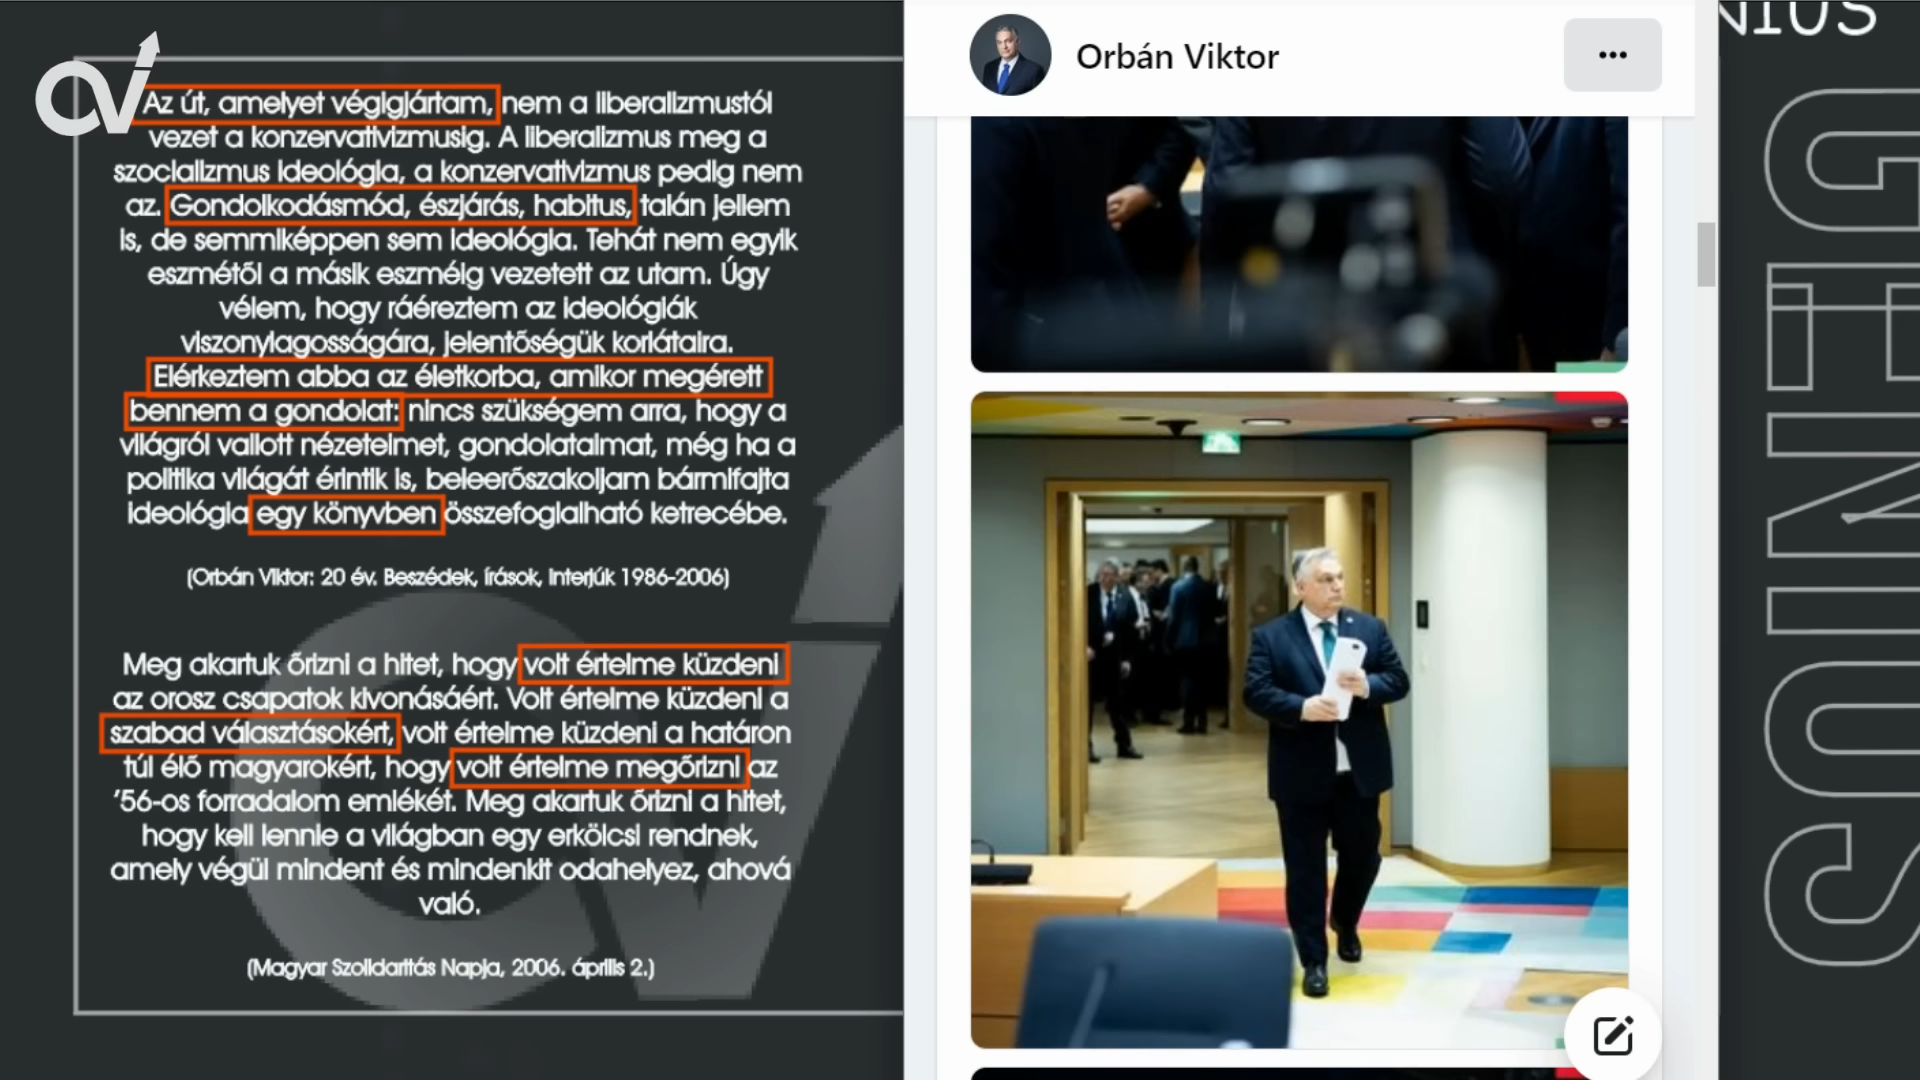 Az út, amelyet végigjártam, nem a liberalizmustól
vezet a konzervativizmusig. A liberalizmus meg a
szocializmus ideológia, a konzervativizmus pedig nem
az. Gondolkodásmód, észjárás, habitus, talán jellem
is, de semmiképpen sem ideológia. Tehát nem egyik
eszmétől a másik eszméig vezetett az utam. Úgy
vélem, hogy ráéreztem az ideológiák
viszonylagosságára, jelentőségük korlátaira.
Elérkeztem abba az életkorba, amikor megérett
bennem a gondolat: nincs szükségem arra, hogy a
világról vallott nézeteimet, gondolataimat, még ha a
politika világát érintik is, beleerőszakoljam bármifajta
ideológia egy könyvben összefoglalható ketrecébe.
(Orbán Viktor: 20 év. Beszédek, írások, interjúk 1986-2006)
Meg akartuk őrizni a hitet, hogy volt értelme küzdeni
az orosz csapatok kivonásáért. Volt értelme küzdeni a
szabad választásokért, volt értelme küzdeni a határon
túl élő magyarokért, hogy volt értelme megőrizni az
’56-os forradalom emlékét. Meg akartuk őrizni a hitet,
hogy kell lennie a világban egy erkölcsi rendnek,
amely végül mindent és mindenkit odahelyez, ahová
való.
(Magyar Szolidaritás Napja, 2006. április 2.)
Orbán Viktor
NIUS
GENIUS